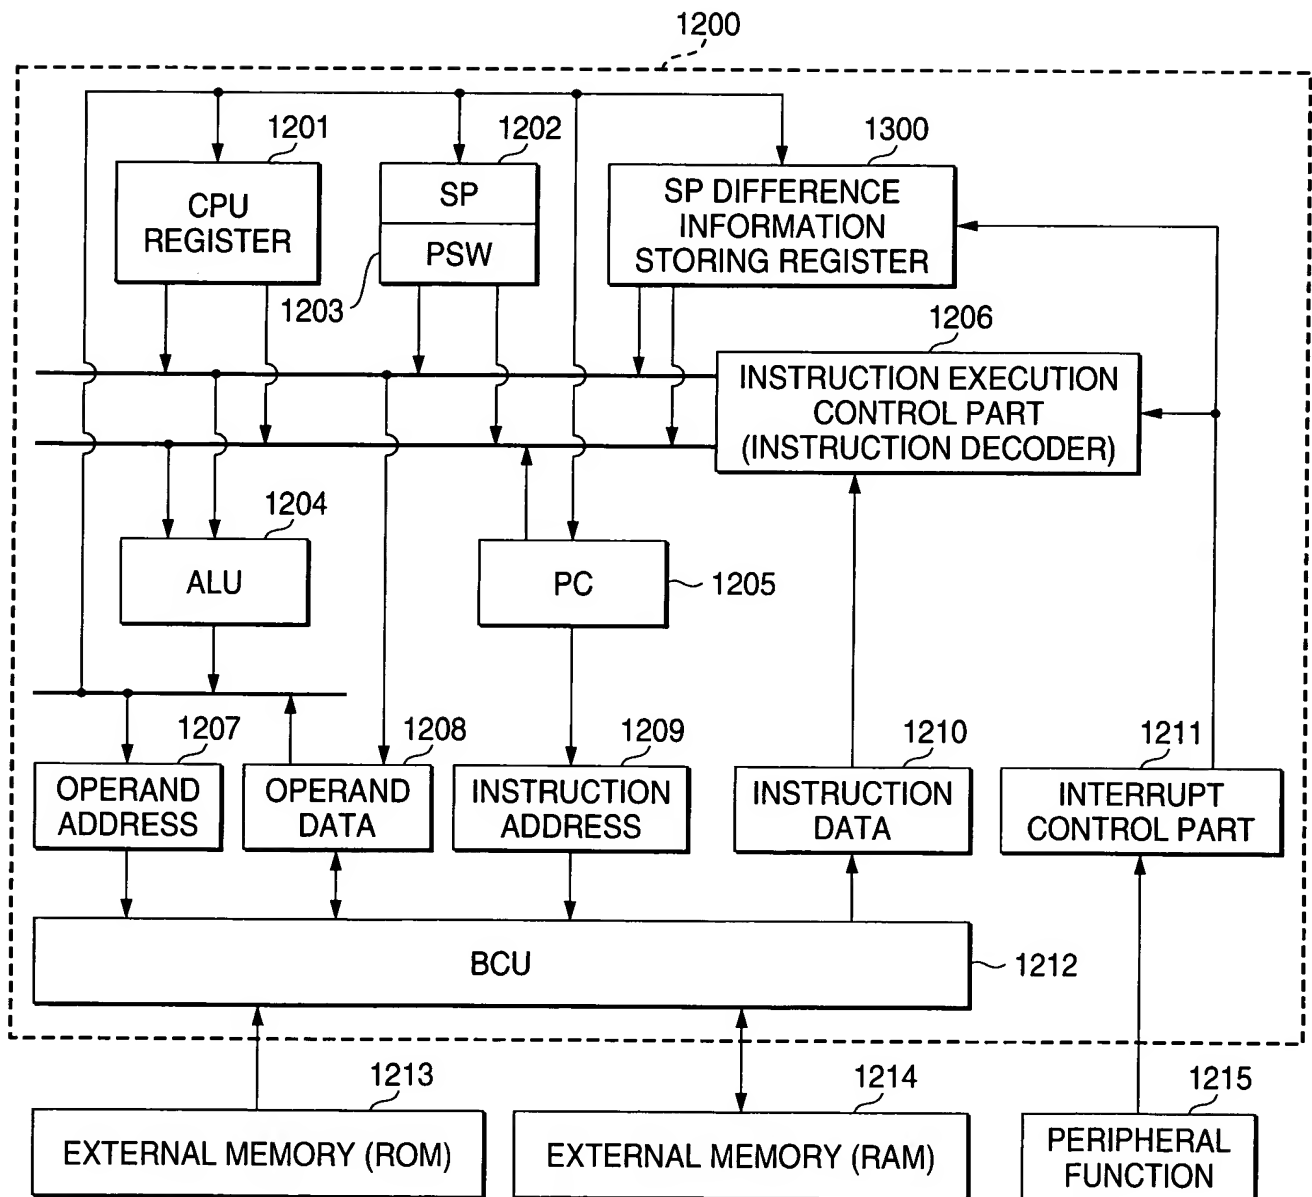 1200
1201
1202
1300
CPU
REGISTER
SP
PSW
1203
SP DIFFERENCE
INFORMATION
STORING REGISTER
1206
INSTRUCTION EXECUTION
CONTROL PART
(INSTRUCTION DECODER)
1204
ALU
PC
1205
1207
1208
1209
1210
1211
OPERAND
ADDRESS
OPERAND
DATA
INSTRUCTION
ADDRESS
INSTRUCTION
DATA
INTERRUPT
CONTROL PART
BCU
1212
1213
1214
1215
EXTERNAL MEMORY (ROM)
EXTERNAL MEMORY (RAM)
PERIPHERAL
FUNCTION